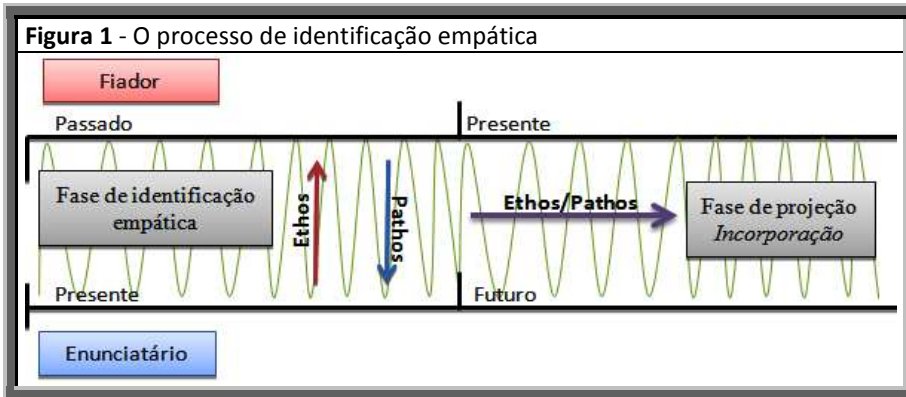 Figura 1 - O processo de identificação empática
Fiador
Passado
Presente
Fase de identificação
empática
Ethos
Pathos
Ethos/Pathos
Fase de projeção
Incorporação
Presente
Futuro
Enunciatário